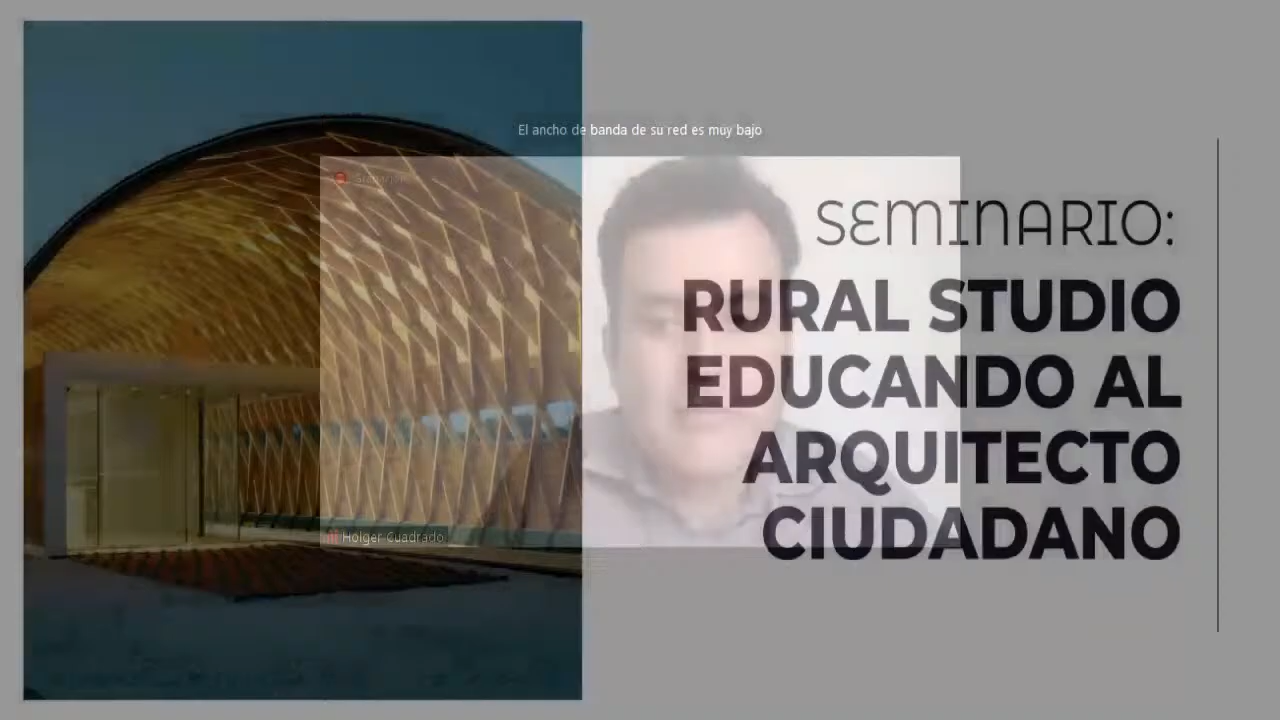 El ancho de banda de su red es muy bajo
SEMINARIO:
RURAL STUDIO
EDUCANDO AL
ARQUITECTO
CIUDADANO
Holger Cuadrado